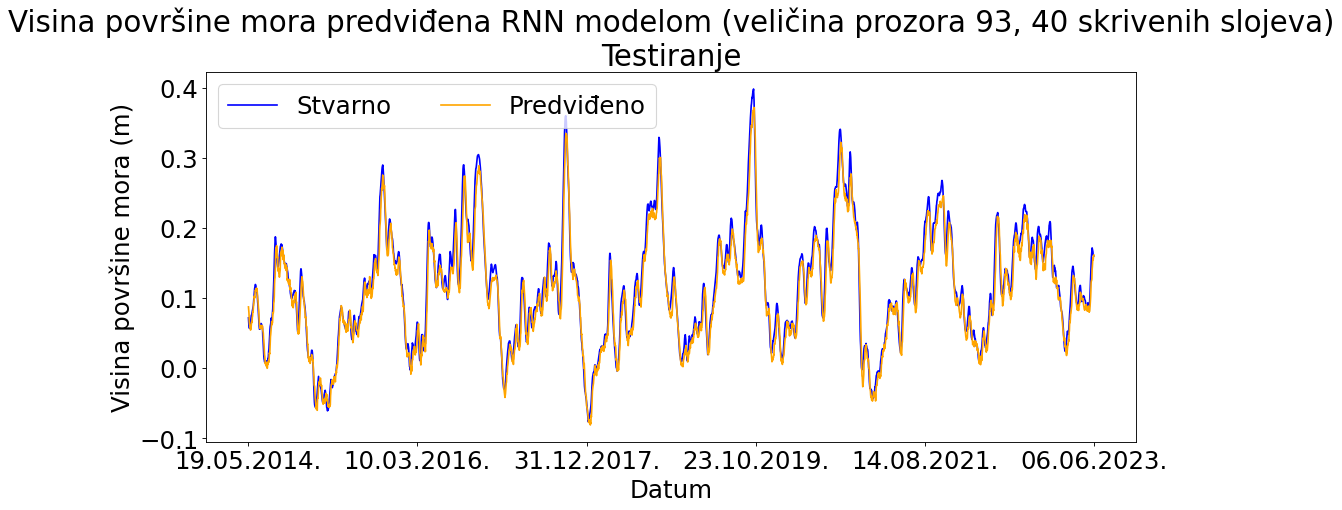 Visina površine mora predviđena RNN modelom (veličina prozora 93, 40 skrivenih slojeva)
Testiranje
Stvarno
Predviđeno
Visina površine mora (m)
0.4
0.3
0.2
0.1
0.0
−0.1
19.05.2014.
10.03.2016.
31.12.2017.
23.10.2019.
14.08.2021.
06.06.2023.
Datum